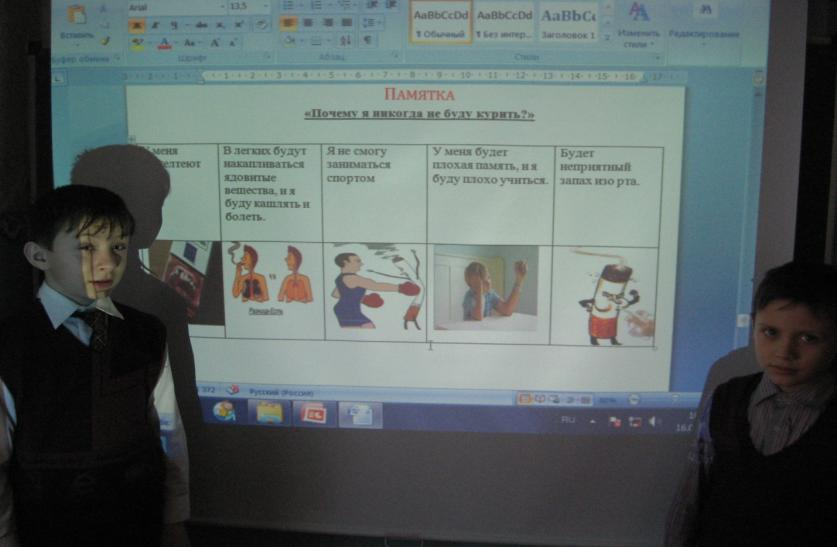 Arial
13,5
AaBbCcDd AaBbCcDd AaBbCc
Вставить
¶ Обычный ¶ Без интер... Заголовок 1
Изменить
стили
Редактирование
Буфер обмена
Шрифт
Абзац
Стили
ПАМЯТКА
«Почему я никогда не буду курить?»
меня
желтеют
В легких будут
накапливаться
ядовитые
вещества, и я
буду кашлять и
болеть.
Я не смогу
заниматься
спортом
У меня будет
плохая память, и я
буду плохо учиться.
Будет
неприятный
запах изо рта.
372
Русский (Россия)
RU